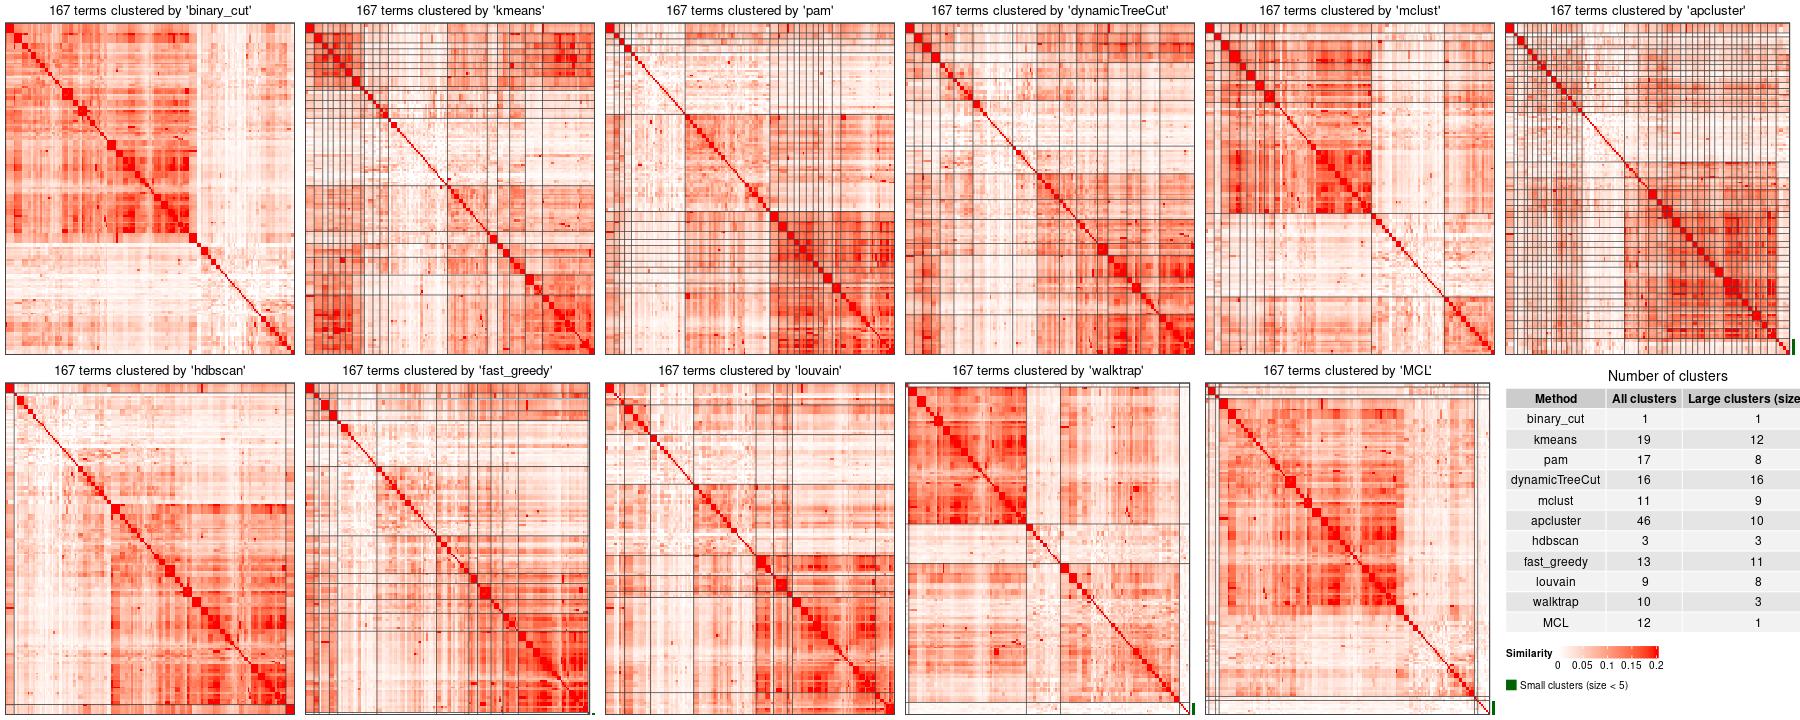 167 terms clustered by 'binary_cut'
167 terms clustered by 'kmeans'
167 terms clustered by 'pam'
167 terms clustered by 'dynamicTreeCut'
167 terms clustered by 'mclust'
167 terms clustered by 'apcluster'
167 terms clustered by 'hdbscan'
167 terms clustered by 'fast_greedy'
167 terms clustered by 'louvain'
167 terms clustered by 'walktrap'
167 terms clustered by 'MCL'
Number of clusters
Method All clusters Large clusters (size
binary_cut 1 1
kmeans 19 12
pam 17 8
dynamicTreeCut 16 16
mclust 11 9
apcluster 46 10
hdbscan 3 3
fast_greedy 13 11
louvain 9 8
walktrap 10 3
MCL 12 1
Similarity
0 0.05 0.1 0.15 0.2
Small clusters (size < 5)